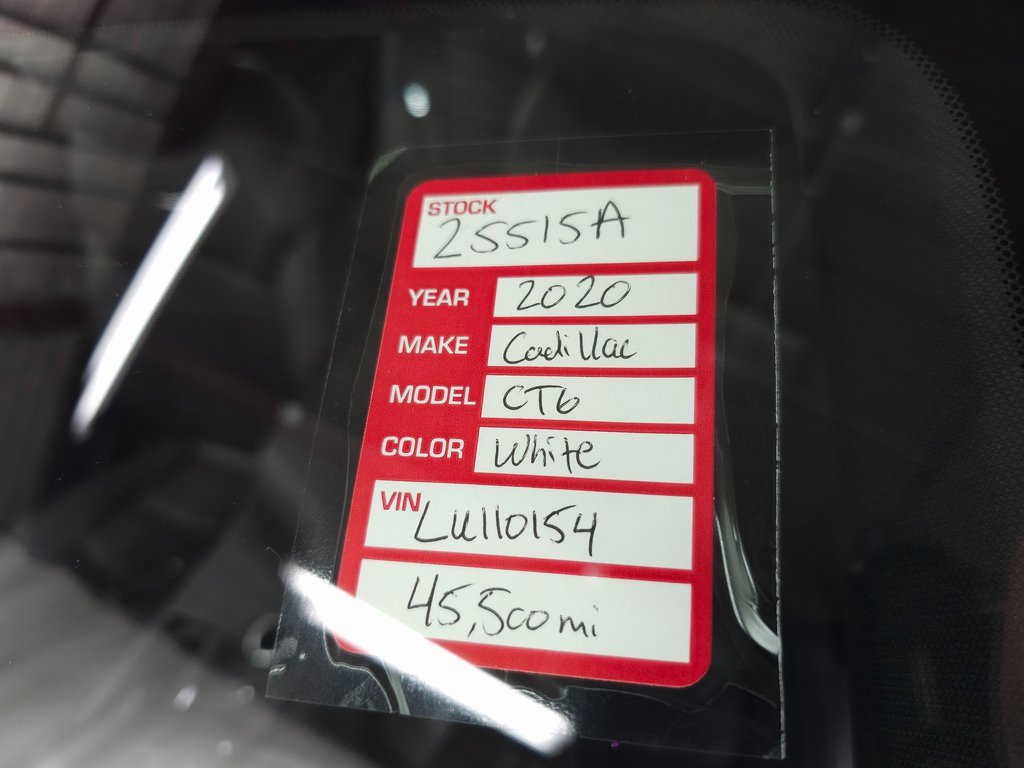 STOCK
25515A
YEAR 2020
MAKE Cadillac
MODEL CT6
COLOR White
VIN LU110154
45,500mi